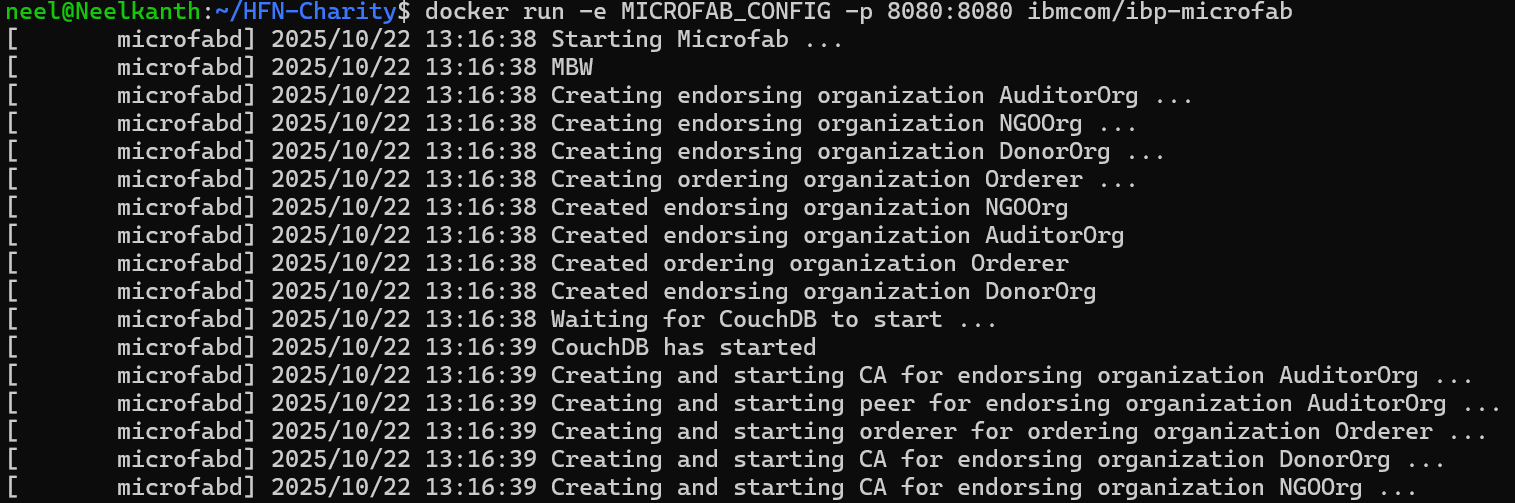 neel@Neelkanth:~/HFN-Charity$ docker run -e MICROFAB_CONFIG -p 8080:8080 ibmcom/ibp-microfab
[       microfabd] 2025/10/22 13:16:38 Starting Microfab ...
[       microfabd] 2025/10/22 13:16:38 MBW
[       microfabd] 2025/10/22 13:16:38 Creating endorsing organization AuditorOrg ...
[       microfabd] 2025/10/22 13:16:38 Creating endorsing organization NGOOrg ...
[       microfabd] 2025/10/22 13:16:38 Creating endorsing organization DonorOrg ...
[       microfabd] 2025/10/22 13:16:38 Creating ordering organization Orderer ...
[       microfabd] 2025/10/22 13:16:38 Created endorsing organization NGOOrg
[       microfabd] 2025/10/22 13:16:38 Created endorsing organization AuditorOrg
[       microfabd] 2025/10/22 13:16:38 Created ordering organization Orderer
[       microfabd] 2025/10/22 13:16:38 Created endorsing organization DonorOrg
[       microfabd] 2025/10/22 13:16:38 Waiting for CouchDB to start ...
[       microfabd] 2025/10/22 13:16:39 CouchDB has started
[       microfabd] 2025/10/22 13:16:39 Creating and starting CA for endorsing organization AuditorOrg ...
[       microfabd] 2025/10/22 13:16:39 Creating and starting peer for endorsing organization AuditorOrg ...
[       microfabd] 2025/10/22 13:16:39 Creating and starting orderer for ordering organization Orderer ...
[       microfabd] 2025/10/22 13:16:39 Creating and starting CA for endorsing organization DonorOrg ...
[       microfabd] 2025/10/22 13:16:39 Creating and starting CA for endorsing organization NGOOrg ...